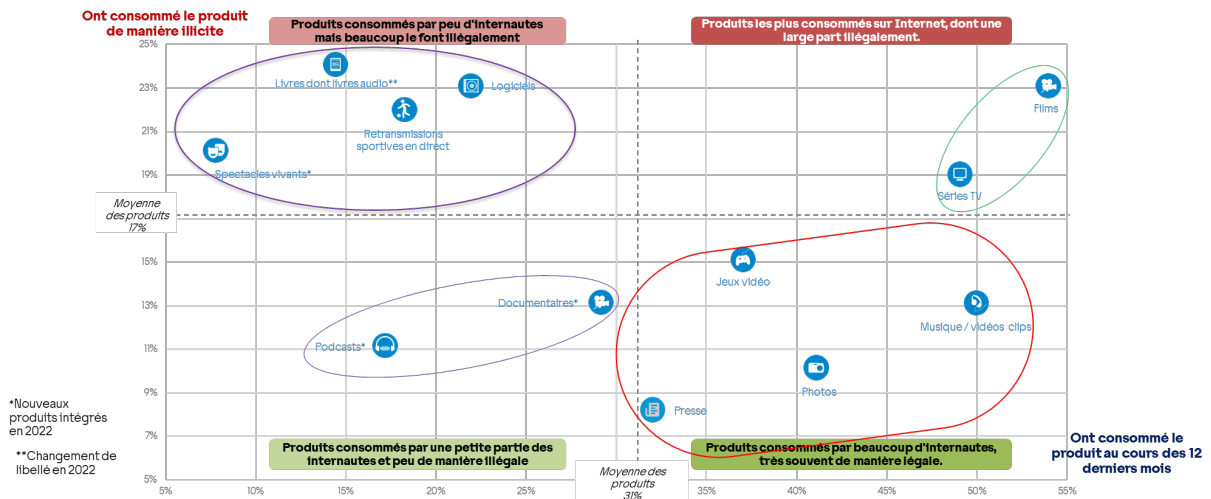 Ont consommé le produit
de manière illicite
Produits consommés par peu d'internautes
mais beaucoup le font illégalement
Produits les plus consommés sur Internet, dont une
large part illégalement.
25%
23%
21%
19%
Moyenne
des produits
17%
15%
13%
11%
9%
7%
5%
Livres dont livres audio**
Logiciels
Retransmissions
sportives en direct
Spectacles vivants*
Films
Séries TV
Jeux vidéo
Documentaires*
Musique / vidéos clips
Podcasts*
Photos
Presse
*Nouveaux
produits intégrés
en 2022
**Changement de
libellé en 2022
Produits consommés par une petite partie des
internautes et peu de manière illégale
Produits consommés par beaucoup d'internautes,
très souvent de manière légale.
Ont consommé le
produit au cours des 12
derniers mois
Moyenne des
produits
31%
5%
10%
15%
20%
25%
35%
40%
45%
50%
55%